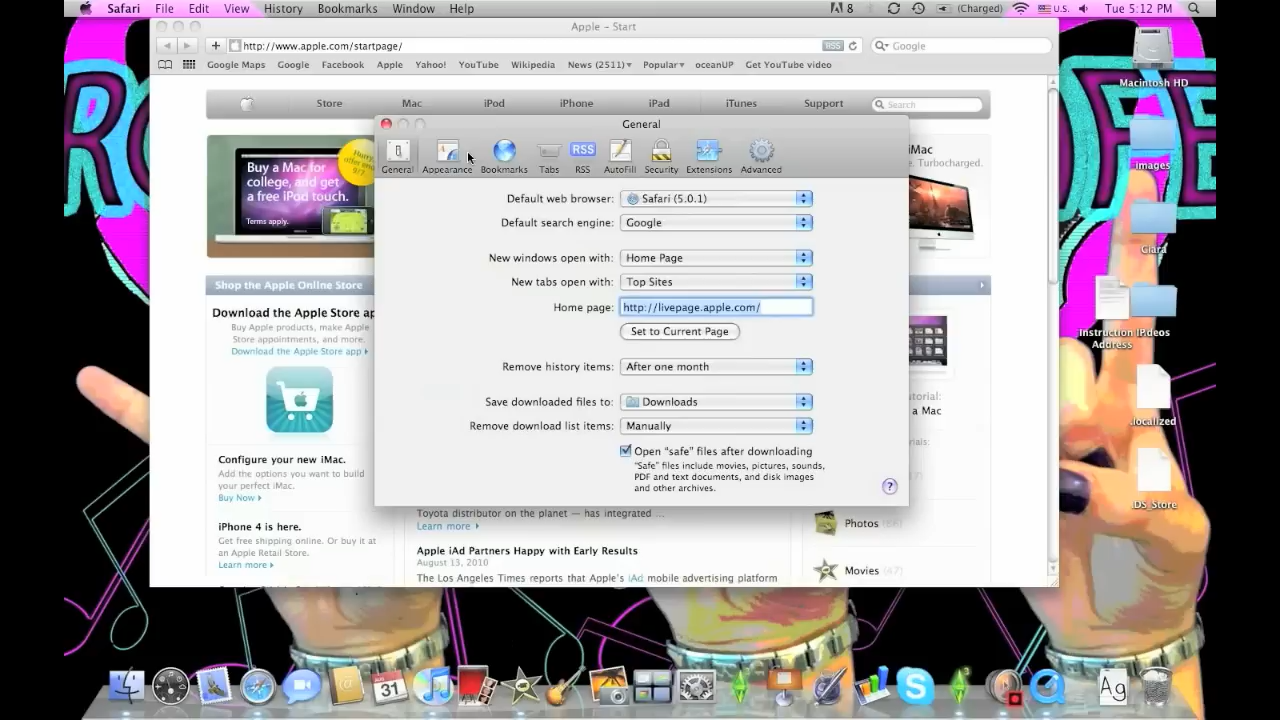 Safari File Edit View History Bookmarks Window Help
8 (Charged) U.S. Tue 5:12 PM
Apple – Start
http://www.apple.com/startpage/
RSS
Google
Google Maps Google Facebook Apple Yahoo! YouTube Wikipedia News (2511) Popular oceanUP Get YouTube video
Macintosh HD
Store Mac iPod iPhone iPad iTunes Support
Search
General
General Appearance Bookmarks Tabs RSS AutoFill Security Extensions Advanced
RSS
Buy a Mac for
college, and get
a free iPod touch.
Terms apply.
iMac
. Turbocharged.
images
Default web browser: Safari (5.0.1)
Default search engine: Google
New windows open with: Home Page
New tabs open with: Top Sites
Home page: http://livepage.apple.com/
Set to Current Page
Remove history items: After one month
Save downloaded files to: Downloads
Remove download list items: Manually
Open “safe” files after downloading
“Safe” files include movies, pictures, sounds,
PDF and text documents, and disk images
and other archives.
?
Ciara
Shop the Apple Online Store
Download the Apple Store ap
Buy Apple products, make Apple
Store appointments, and more.
Download the Apple Store app
Configure your new iMac.
Add the options you want to build
your perfect iMac.
Buy Now
iPhone 4 is here.
Get free shipping online. Or buy it at
an Apple Retail Store.
Learn more
Toyota distributor on the planet — has integrated ...
Learn more
Apple iAd Partners Happy with Early Results
August 13, 2010
The Los Angeles Times reports that Apple’s iAd mobile advertising platform
utorial:
a Mac
Photos (66)
Movies (47)
Instruction IP
Address
deos
.localized
.DS_Store
31
Ag